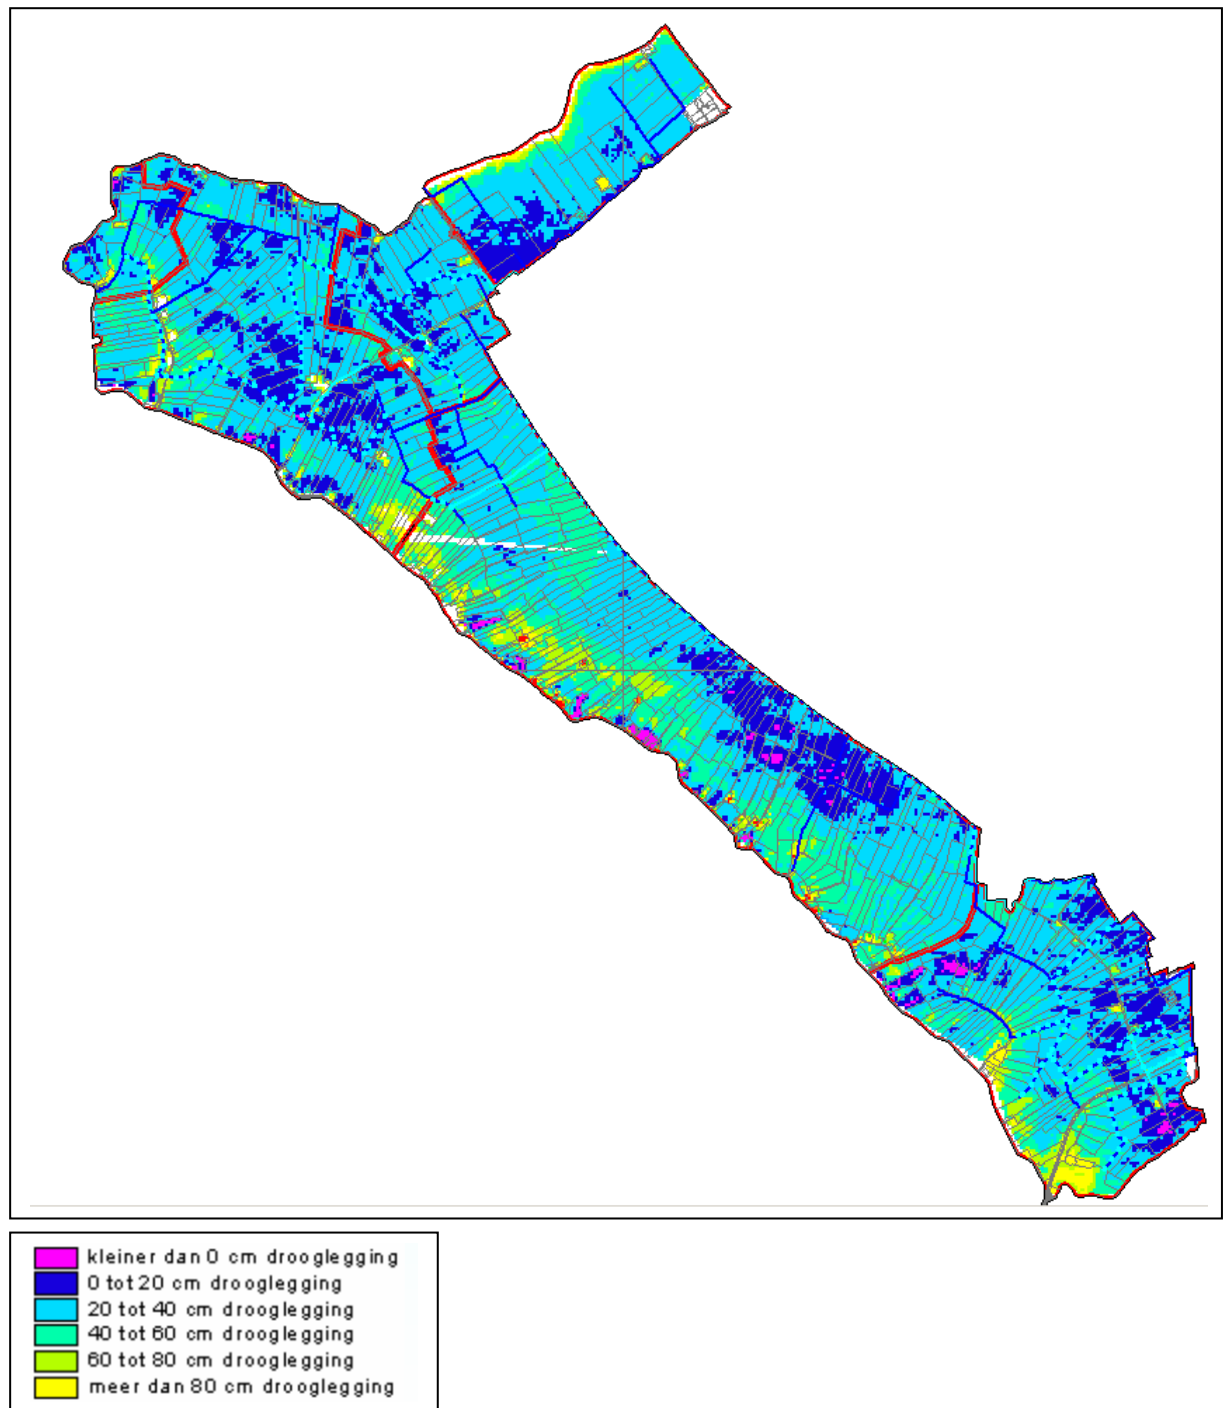 kleiner dan 0 cm drooglegging
0 tot 20 cm drooglegging
20 tot 40 cm drooglegging
40 tot 60 cm drooglegging
60 tot 80 cm drooglegging
meer dan 80 cm drooglegging